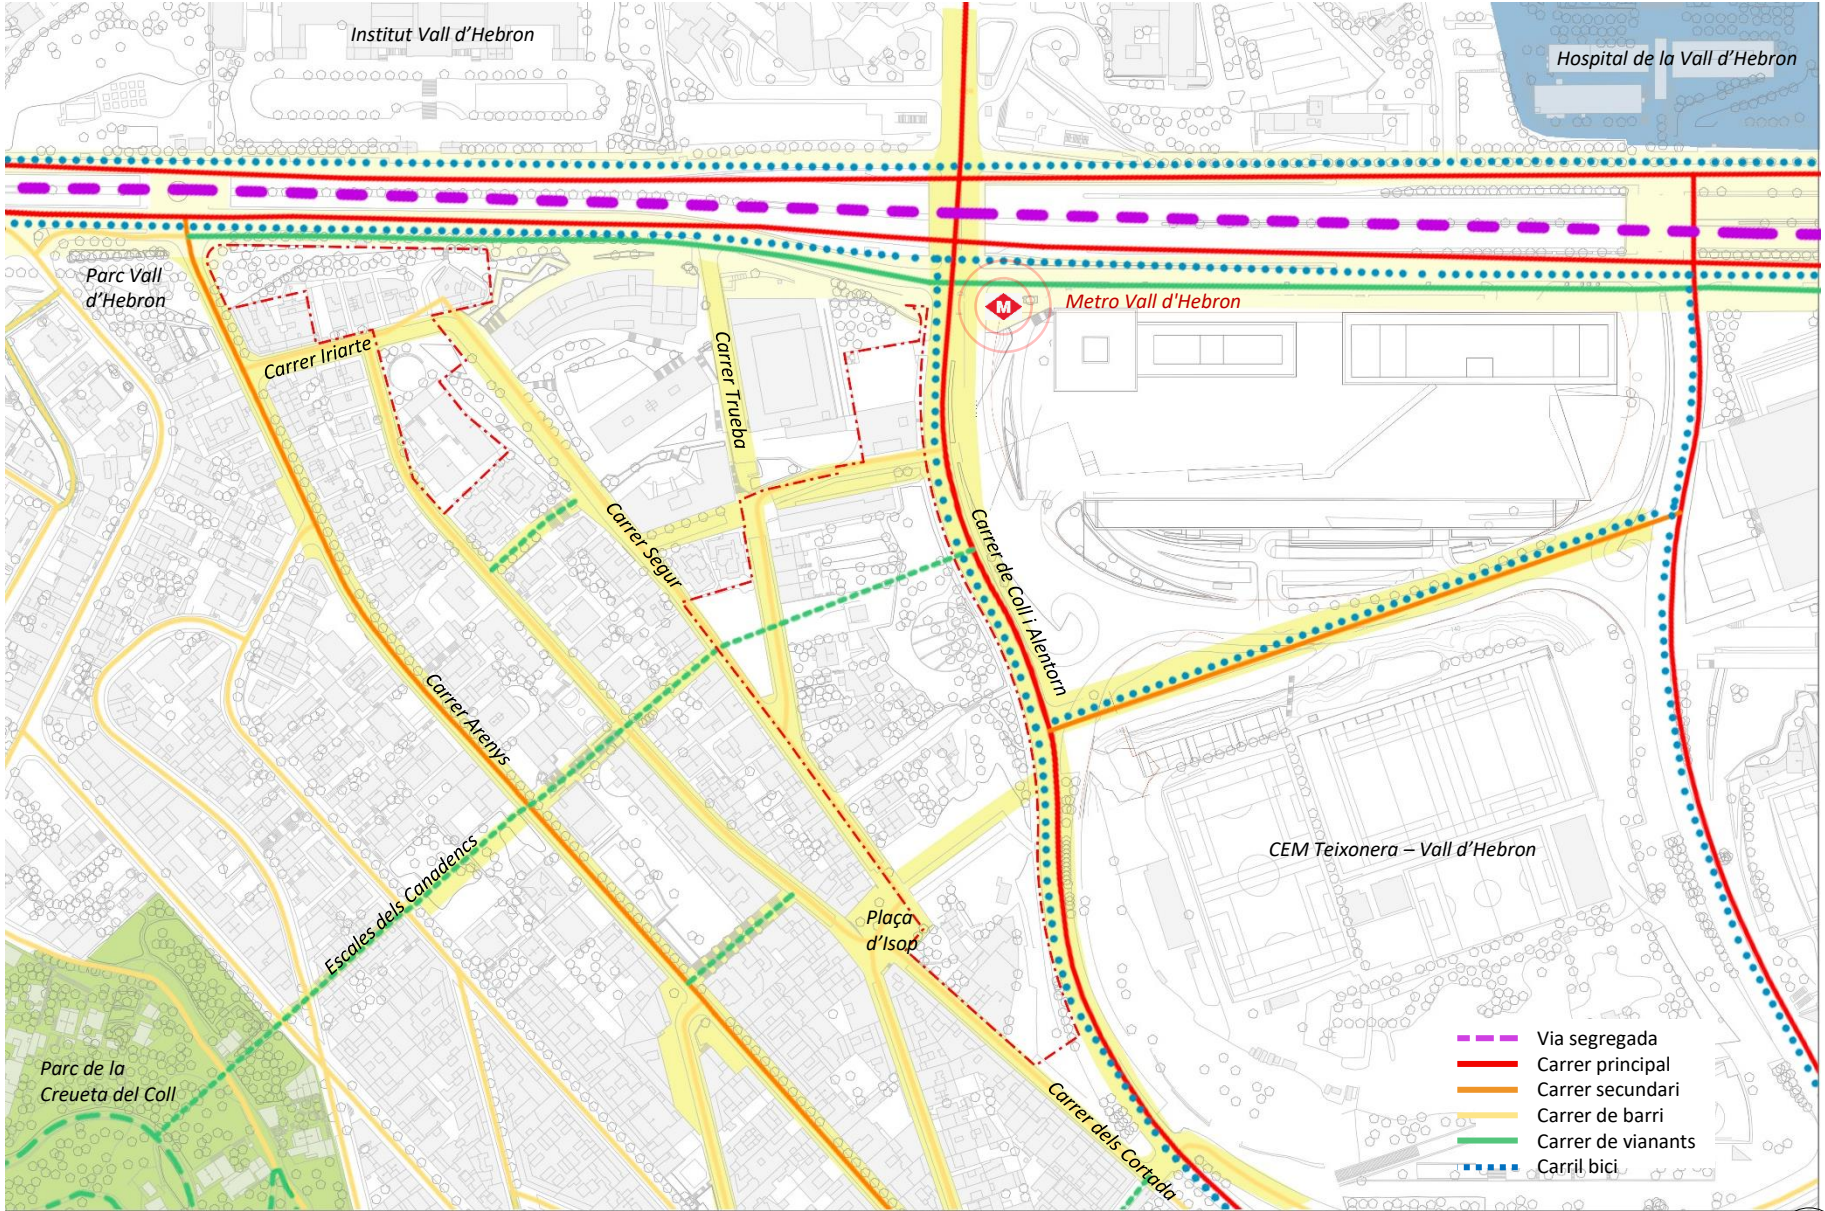 Institut Vall d’Hebron
Hospital de la Vall d’Hebron
Parc Vall
d’Hebron
M
Metro Vall d'Hebron
Carrer Iriarte
Carrer Trueba
Carrer Segur
Carrer de Coll i Alentorn
Carrer Arenys
Escales dels Canadencs
CEM Teixonera – Vall d’Hebron
Plaça
d’Isop
Parc de la
Creueta del Coll
Carrer dels Cortada
Via segregada
Carrer principal
Carrer secundari
Carrer de barri
Carrer de vianants
Carril bici